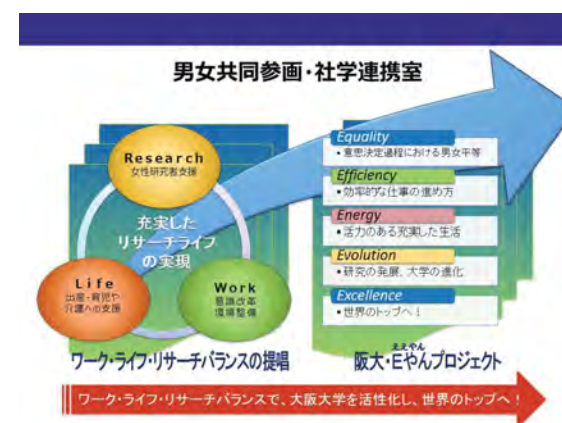 男女共同参画・社学連携室
Research
女性研究者支援
充実した
リサーチライフ
の実現
Life
出産・育児や
介護への支援
Work
意識改革
環境整備
ワーク・ライフ・リサーチバランスの提唱
Equality
•意思決定過程における男女平等
Efficiency
•効率的な仕事の進め方
Energy
•活力のある充実した生活
Evolution
•研究の発展、大学の進化
Excellence
•世界のトップへ！
ええやん
阪大・Eやんプロジェクト
ワーク・ライフ・リサーチバランスで、大阪大学を活性化し、世界のトップへ！